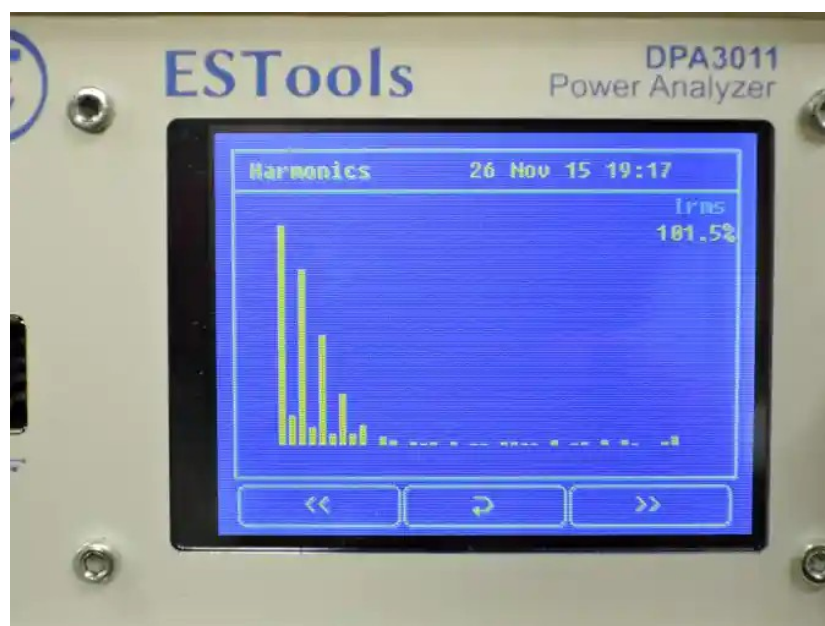 ESTools
DPA3011
Power Analyzer
Harmonics 26 Nov 15 19:17
Irms
101.5%
<< >>